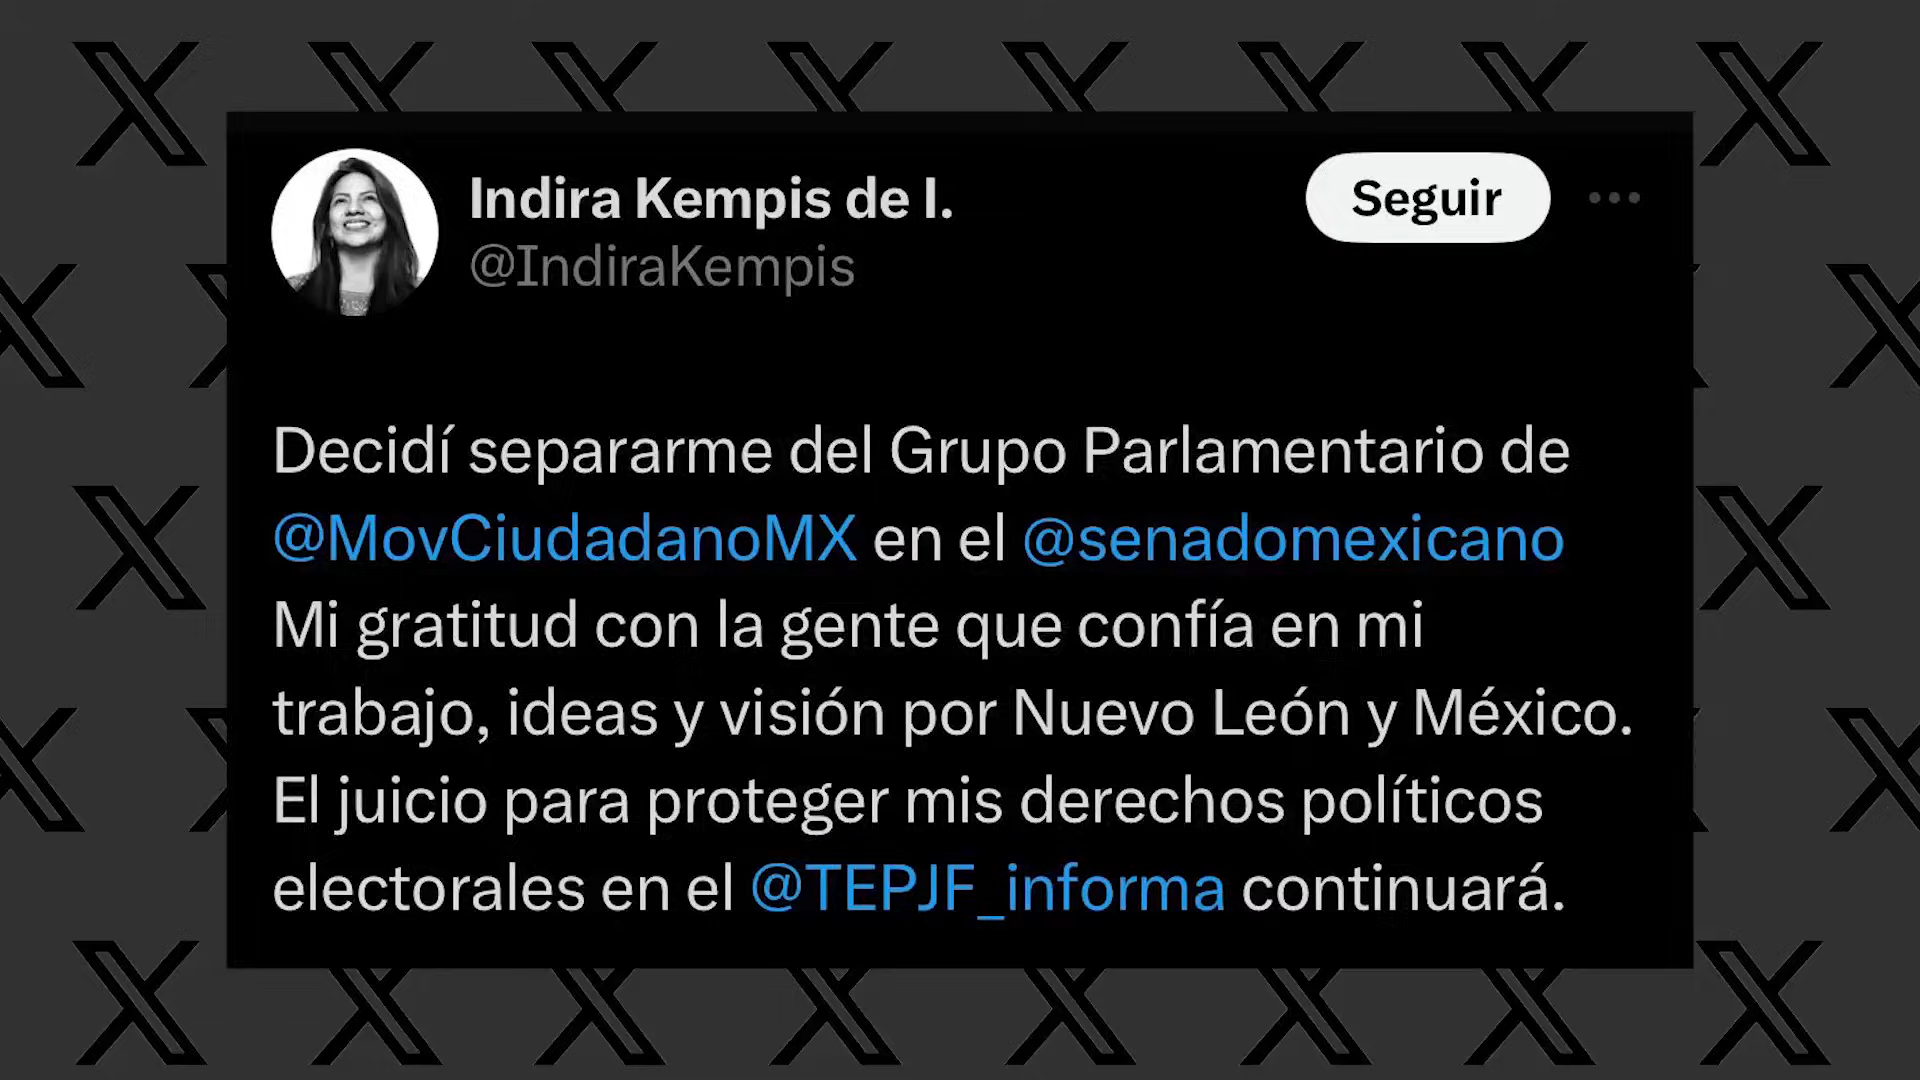 Indira Kempis de I.
Seguir
@IndiraKempis
Decidí separarme del Grupo Parlamentario de
@MovCiudadanoMX en el @senadomexicano
Mi gratitud con la gente que confía en mi
trabajo, ideas y visión por Nuevo León y México.
El juicio para proteger mis derechos políticos
electorales en el @TEPJF_informa continuará.